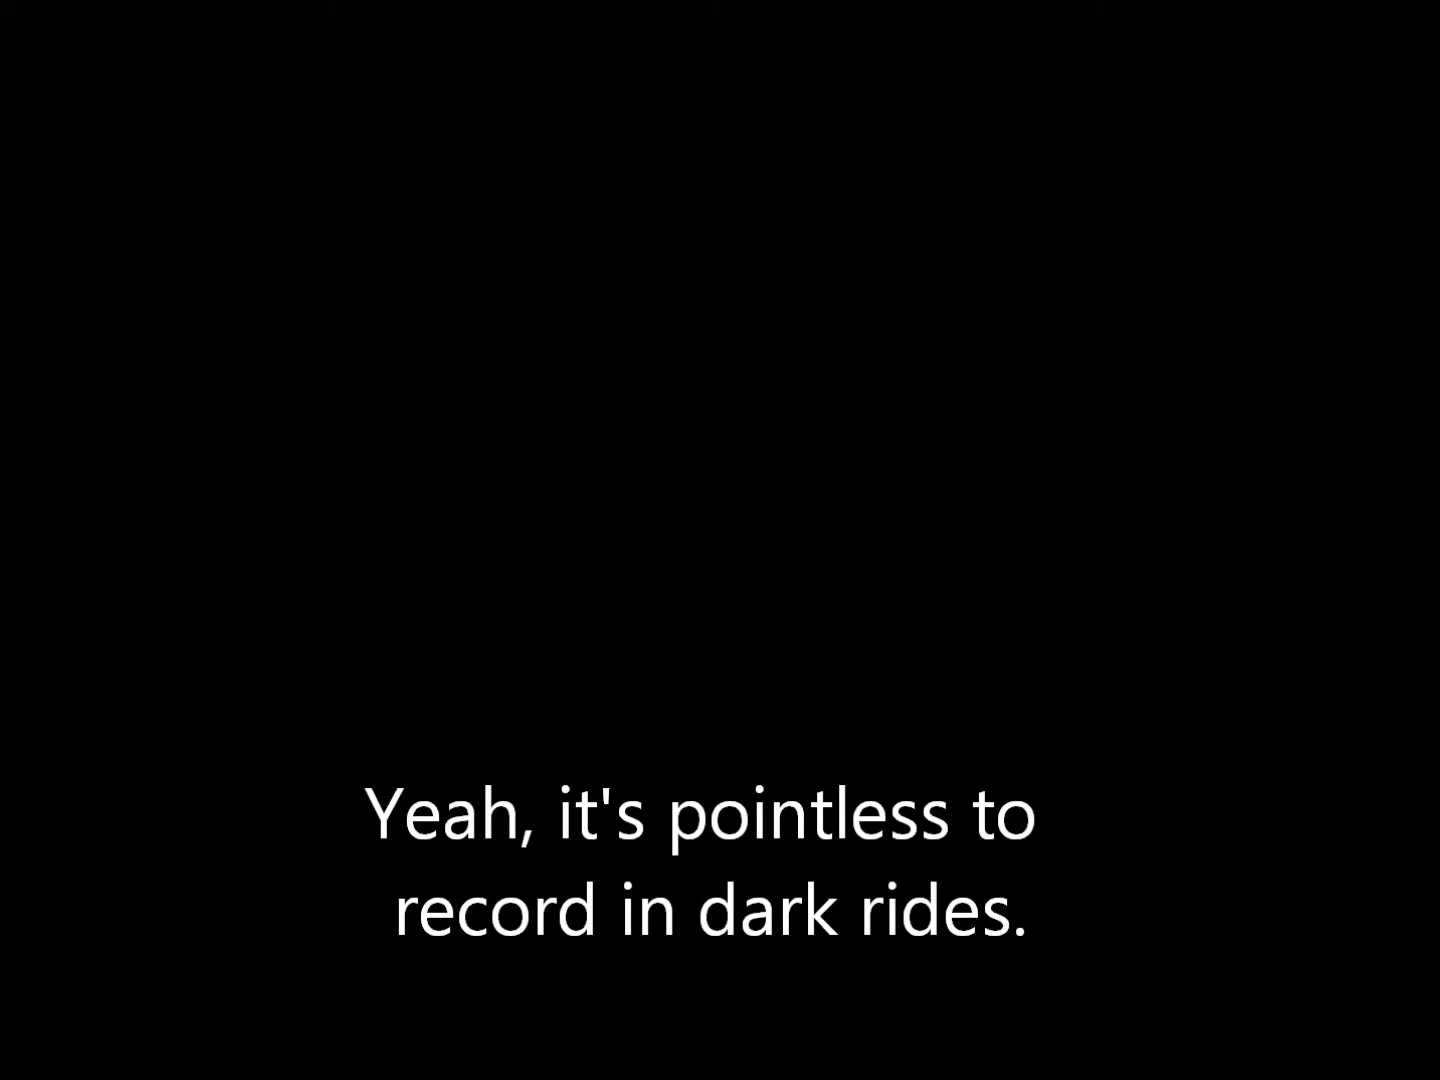 Yeah, it's pointless to
record in dark rides.